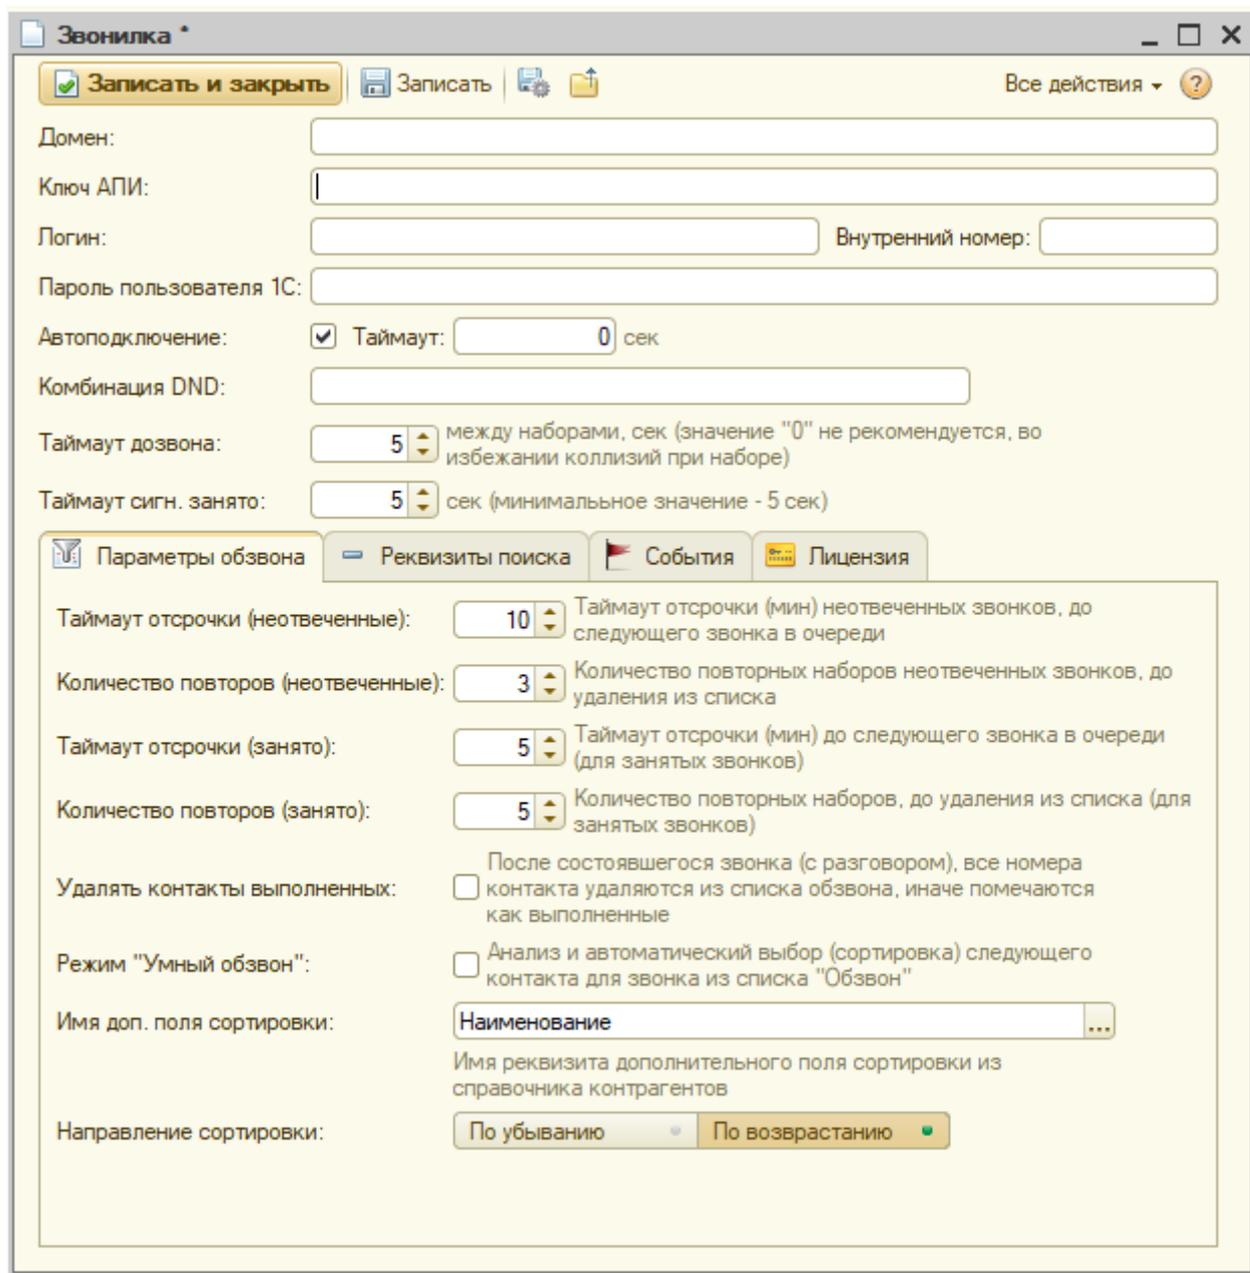 Звонилка *
Записать и закрыть Записать Все действия ?
Домен:
Ключ АПИ:
Логин: Внутренний номер:
Пароль пользователя 1С:
Автоподключение: Таймаут: 0 сек
Комбинация DND:
Таймаут дозвона: 5 между наборами, сек (значение "0" не рекомендуется, во
избежании коллизий при наборе)
Таймаут сигн. занято: 5 сек (минималььное значение - 5 сек)
Параметры обзвона Реквизиты поиска События Лицензия
Таймаут отсрочки (неотвеченные): 10 Таймаут отсрочки (мин) неотвеченных звонков, до
следующего звонка в очереди
Количество повторов (неотвеченные): 3 Количество повторных наборов неотвеченных звонков, до
удаления из списка
Таймаут отсрочки (занято): 5 Таймаут отсрочки (мин) до следующего звонка в очереди
(для занятых звонков)
Количество повторов (занято): 5 Количество повторных наборов, до удаления из списка (для
занятых звонков)
После состоявшегося звонка (с разговором), все номера
Удалять контакты выполненных: контакта удаляются из списка обзвона, иначе помечаются
как выполненные
Режим "Умный обзвон": Анализ и автоматический выбор (сортировка) следующего
контакта для звонка из списка "Обзвон"
Имя доп. поля сортировки: Наименование ...
Имя реквизита дополнительного поля сортировки из
справочника контрагентов
Направление сортировки: По убыванию По возврастанию